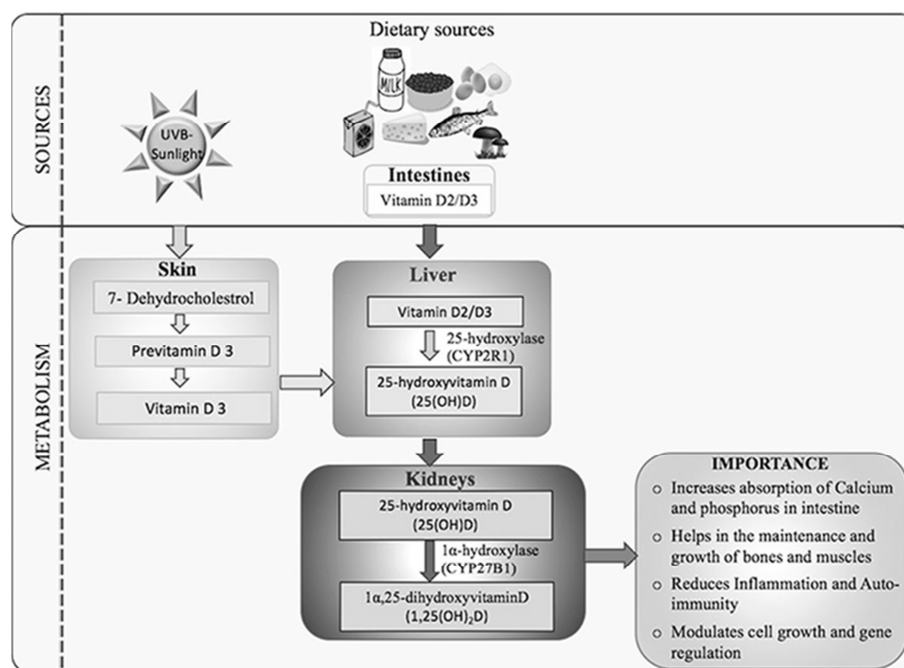 SOURCES
Dietary sources
MILK
UVB-
Sunlight
Intestines
Vitamin D2/D3
METABOLISM
Skin
7- Dehydrocholestrol
Previtamin D 3
Vitamin D 3
Liver
Vitamin D2/D3
25-hydroxylase
(CYP2R1)
25-hydroxyvitamin D
(25(OH)D)
Kidneys
25-hydroxyvitamin D
(25(OH)D)
1α-hydroxylase
(CYP27B1)
1α,25-dihydroxyvitaminD
(1,25(OH)₂D)
IMPORTANCE
○ Increases absorption of Calcium
and phosphorus in intestine
○ Helps in the maintenance and
growth of bones and muscles
○ Reduces Inflammation and Auto-
immunity
○ Modulates cell growth and gene
regulation